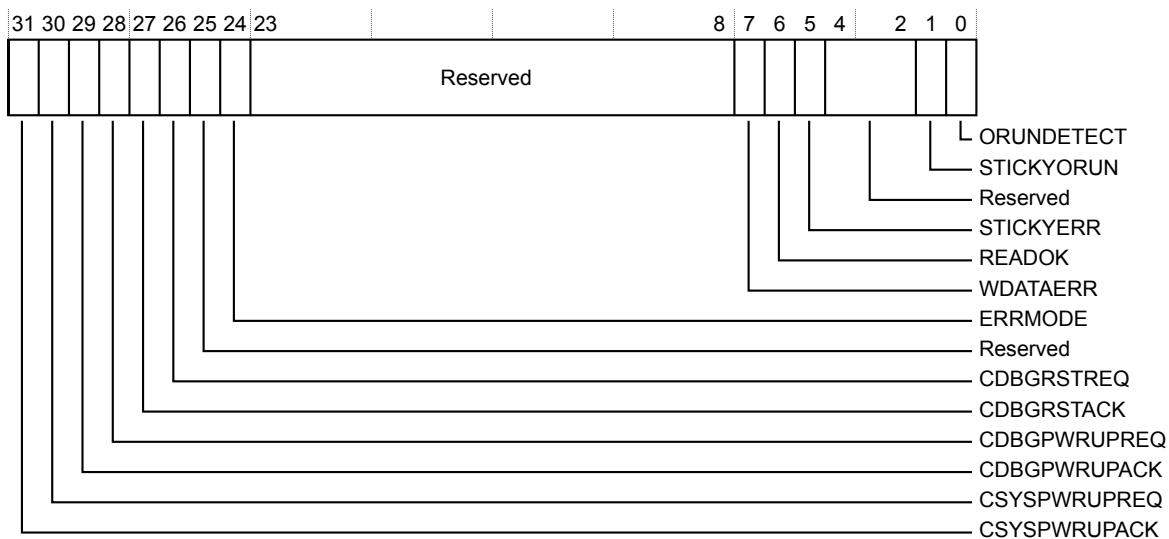 31 30 29 28 27 26 25 24 23 8 7 6 5 4 2 1 0
Reserved
ORUNDETECT
STICKYORUN
Reserved
STICKYERR
READOK
WDATAERR
ERRMODE
Reserved
CDBGRSTREQ
CDBGRSTACK
CDBGPWRUPREQ
CDBGPWRUPACK
CSYSPWRUPREQ
CSYSPWRUPACK